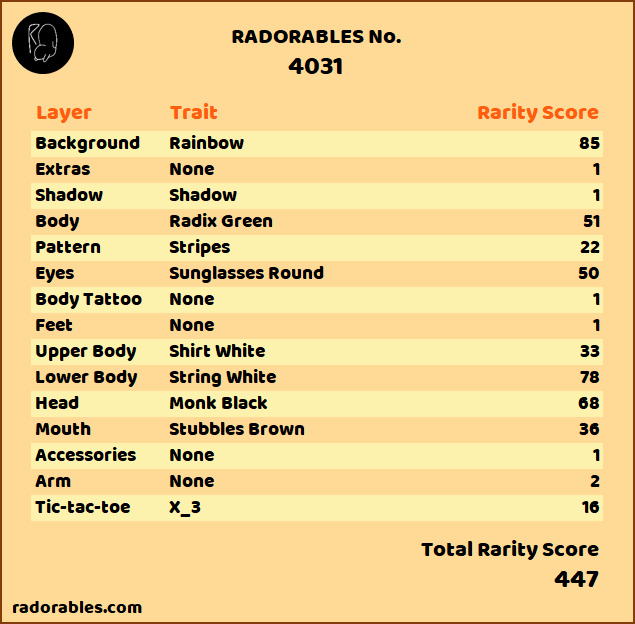 RADORABLES No.
4031
Layer Trait Rarity Score
Background Rainbow 85
Extras None 1
Shadow Shadow 1
Body Radix Green 51
Pattern Stripes 22
Eyes Sunglasses Round 50
Body Tattoo None 1
Feet None 1
Upper Body Shirt White 33
Lower Body String White 78
Head Monk Black 68
Mouth Stubbles Brown 36
Accessories None 1
Arm None 2
Tic-tac-toe X_3 16
Total Rarity Score
447
radorables.com